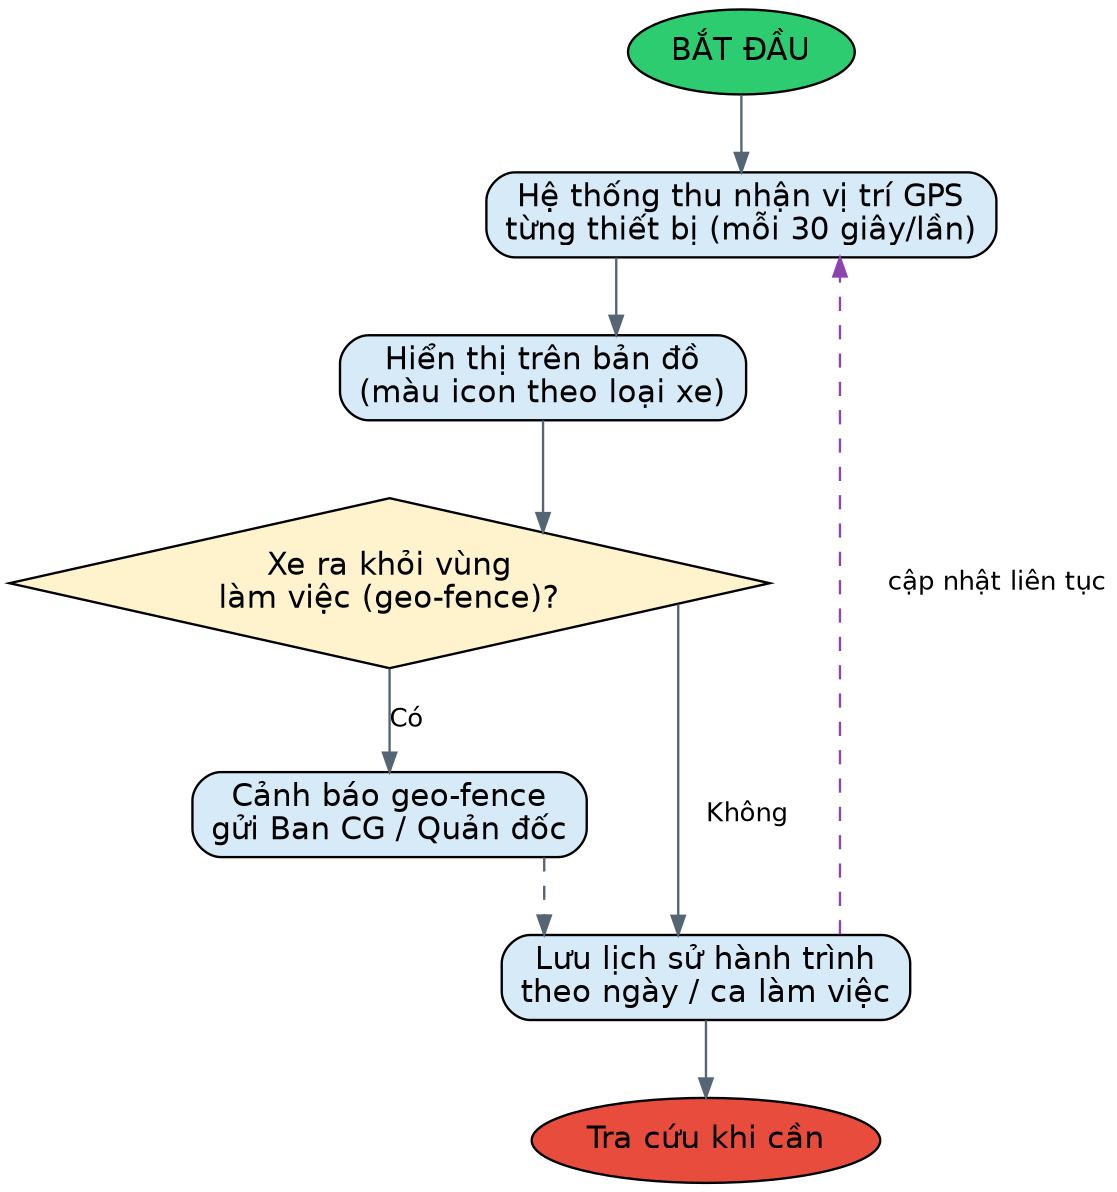 BẮT ĐẦU
Hệ thống thu nhận vị trí GPS
từng thiết bị (mỗi 30 giây/lần)
Hiển thị trên bản đồ
(màu icon theo loại xe)
Xe ra khỏi vùng
làm việc (geo-fence)?
cập nhật liên tục
Có
Cảnh báo geo-fence
gửi Ban CG / Quản đốc
Không
Lưu lịch sử hành trình
theo ngày / ca làm việc
Tra cứu khi cần